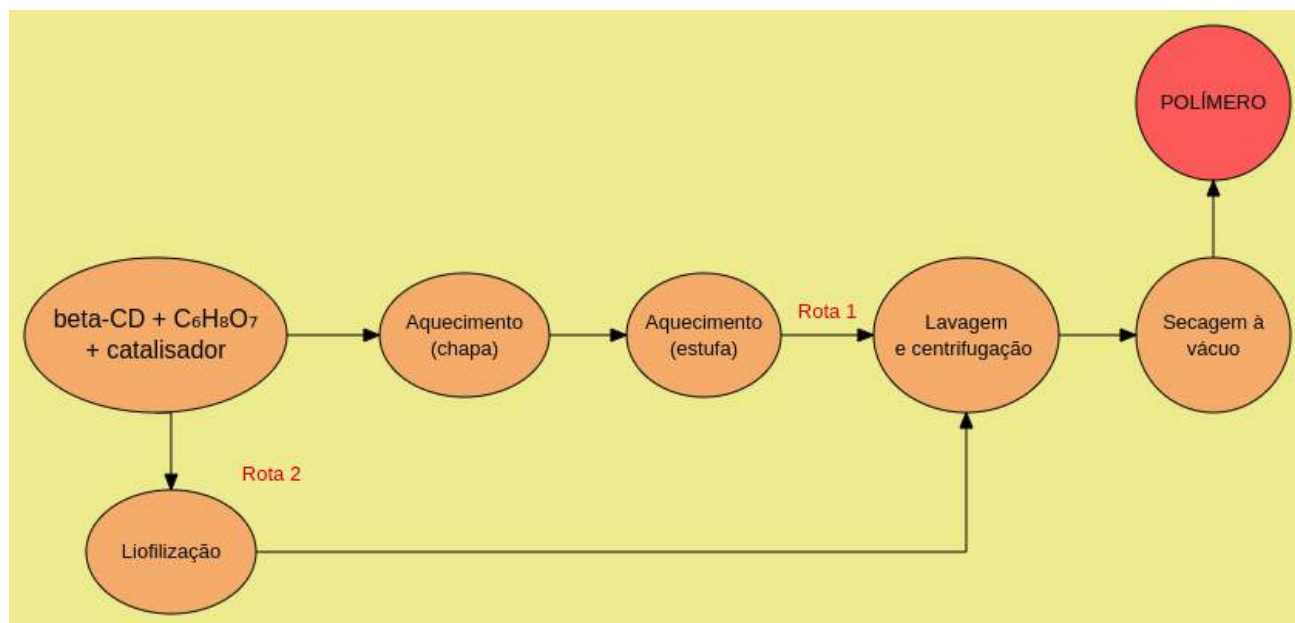 POLÍMERO
beta-CD + C₆H₈O₇
+ catalisador
Aquecimento
(chapa)
Aquecimento
(estufa)
Rota 1
Lavagem
e centrifugação
Secagem à
vácuo
Rota 2
Liofilização